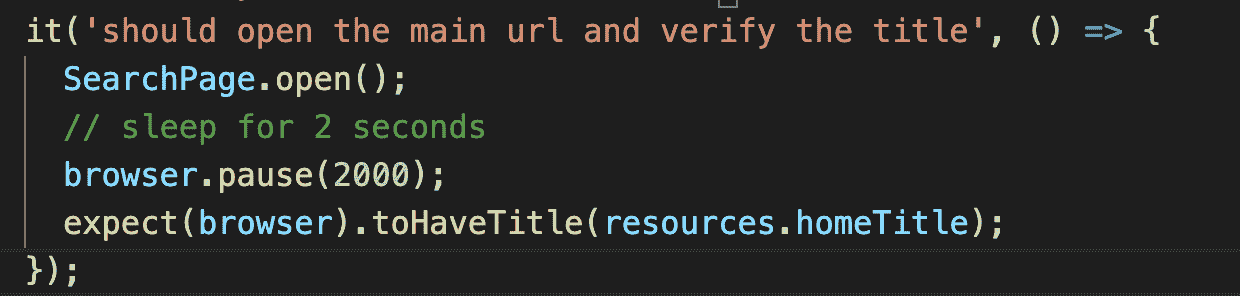 it('should open the main url and verify the title', () => {
SearchPage.open();
// sleep for 2 seconds
browser.pause(2000);
expect(browser).toHaveTitle(resources.homeTitle);
});